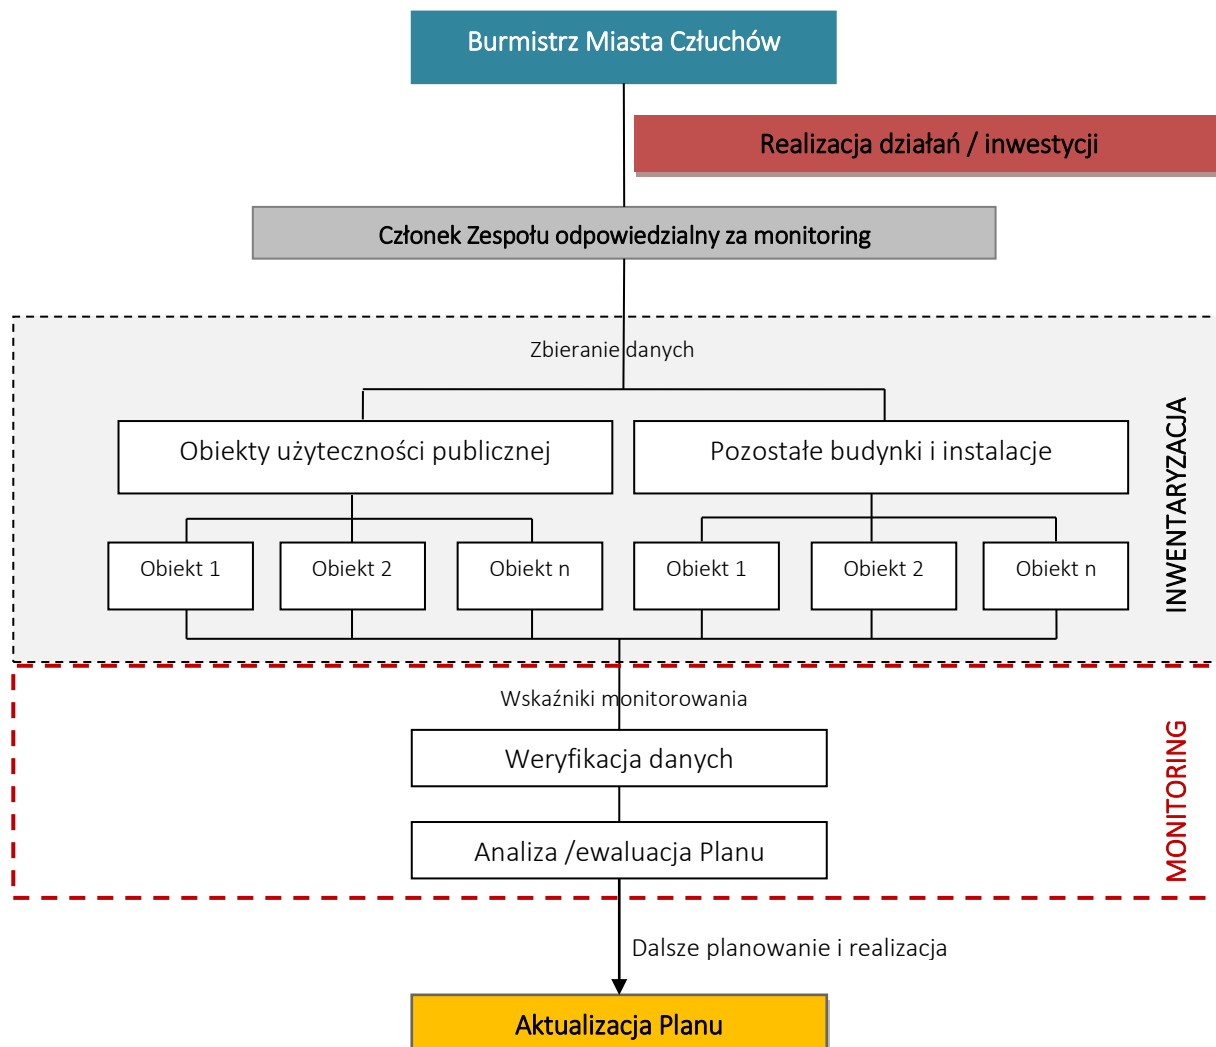 Burmistrz Miasta Człuchów
Realizacja działań / inwestycji
Członek Zespołu odpowiedzialny za monitoring
Zbieranie danych
Obiekty użyteczności publicznej
Pozostałe budynki i instalacje
Obiekt 1
Obiekt 2
Obiekt n
Obiekt 1
Obiekt 2
Obiekt n
INWENTARYZACJA
Wskaźniki monitorowania
Weryfikacja danych
Analiza /ewaluacja Planu
MONITORING
Dalsze planowanie i realizacja
Aktualizacja Planu